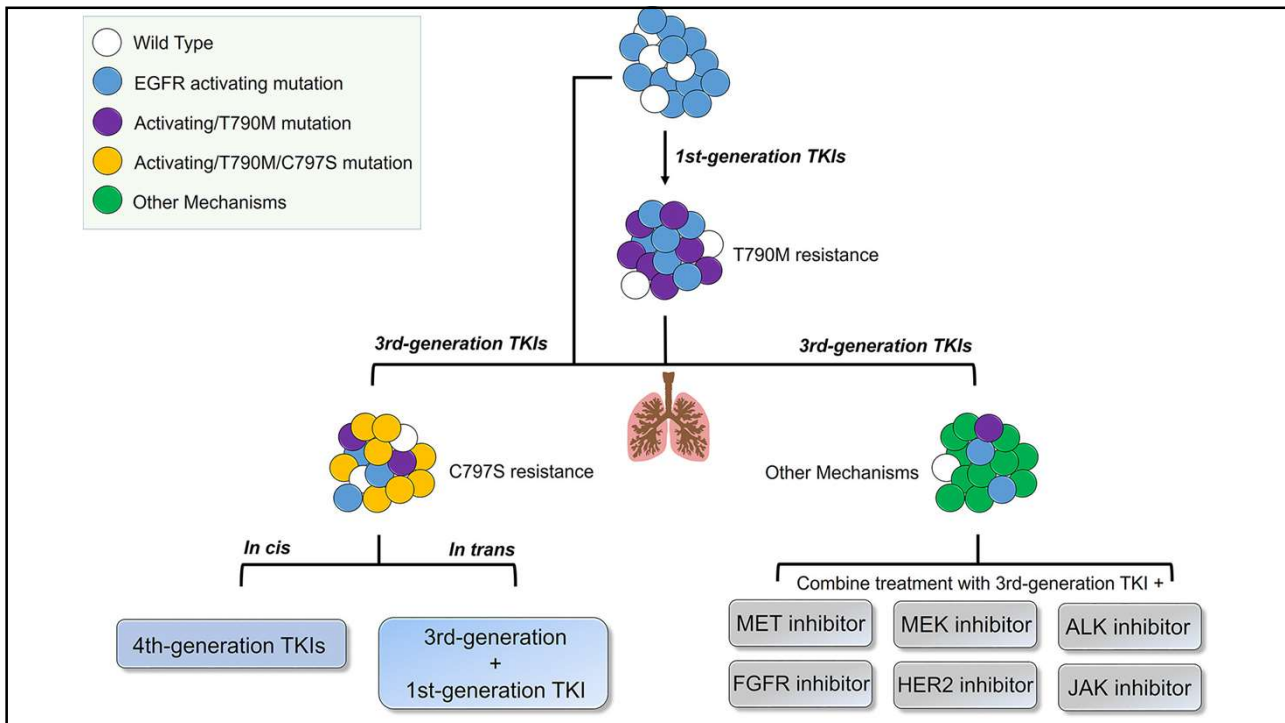 Wild Type
EGFR activating mutation
Activating/T790M mutation
Activating/T790M/C797S mutation
Other Mechanisms
1st-generation TKIs
T790M resistance
3rd-generation TKIs
3rd-generation TKIs
C797S resistance
Other Mechanisms
In cis
In trans
4th-generation TKIs
3rd-generation
+
1st-generation TKI
Combine treatment with 3rd-generation TKI +
MET inhibitor
MEK inhibitor
ALK inhibitor
FGFR inhibitor
HER2 inhibitor
JAK inhibitor